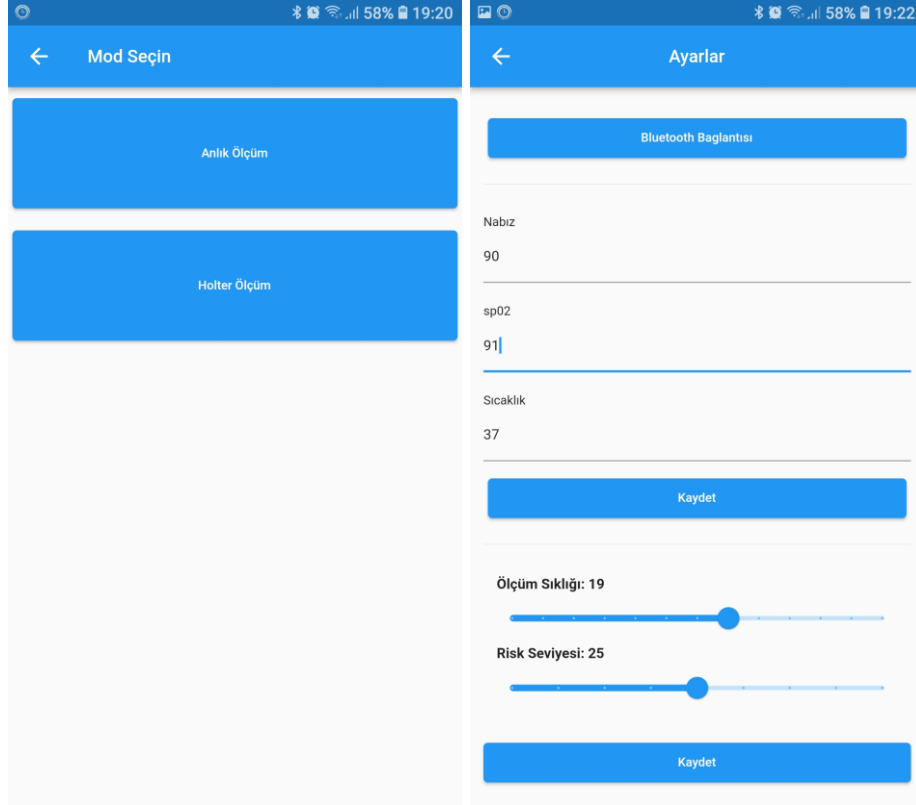 58% 19:20
Mod Seçin
Anlık Ölçüm
Holter Ölçüm
58% 19:22
Ayarlar
Bluetooth Baglantısı
Nabız
90
sp02
91
Sıcaklık
37
Kaydet
Ölçüm Sıklığı: 19
Risk Seviyesi: 25
Kaydet